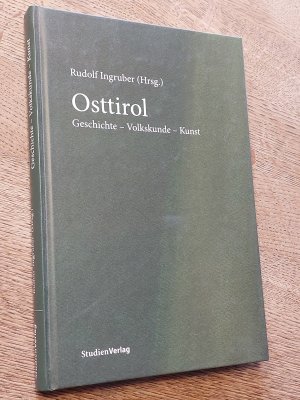 Rudolf Ingruber (Hrsg.)
Osttirol
Geschichte – Volkskunde – Kunst
StudienVerlag
Geschichte – Volkskunde – Kunst